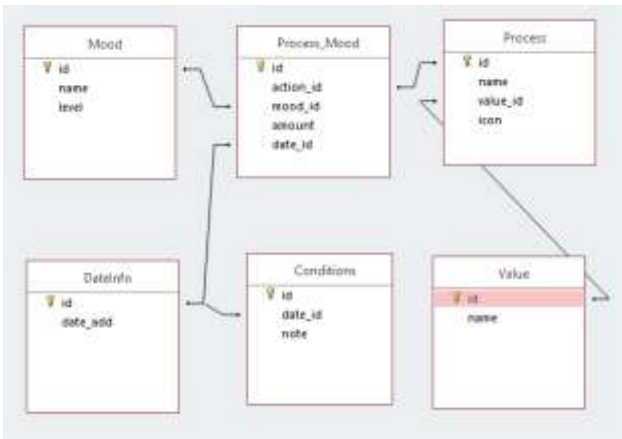 Mood
id
name
level
Process_Mood
id
action_id
mood_id
amount
date_id
Process
id
name
value_id
icon
DateInfo
id
date_add
Conditions
id
date_id
note
Value
id
name